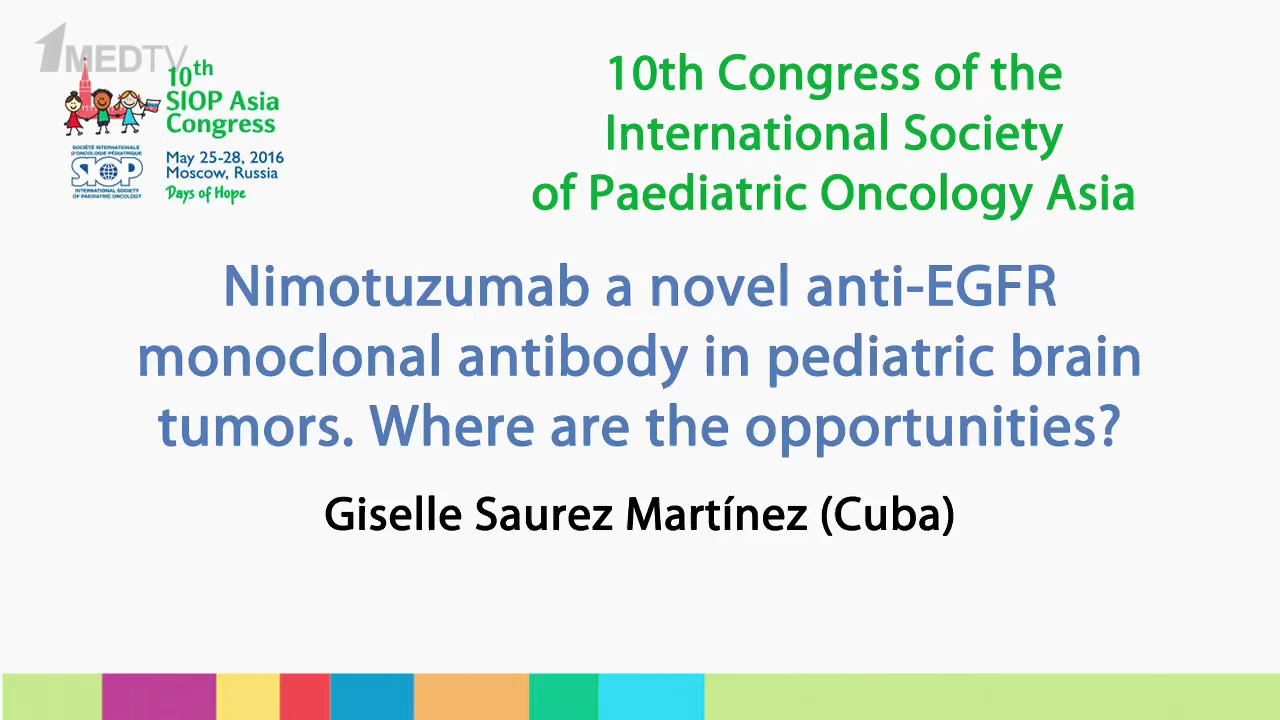 1MEDTV
10th
SIOP Asia
Congress
SOCIÉTÉ INTERNATIONALE
D'ONCOLOGIE PÉDIATRIQUE
SIOP
INTERNATIONAL SOCIETY
OF PAEDIATRIC ONCOLOGY
May 25-28, 2016
Moscow, Russia
Days of Hope
10th Congress of the
International Society
of Paediatric Oncology Asia
Nimotuzumab a novel anti-EGFR
monoclonal antibody in pediatric brain
tumors. Where are the opportunities?
Giselle Saurez Martínez (Cuba)